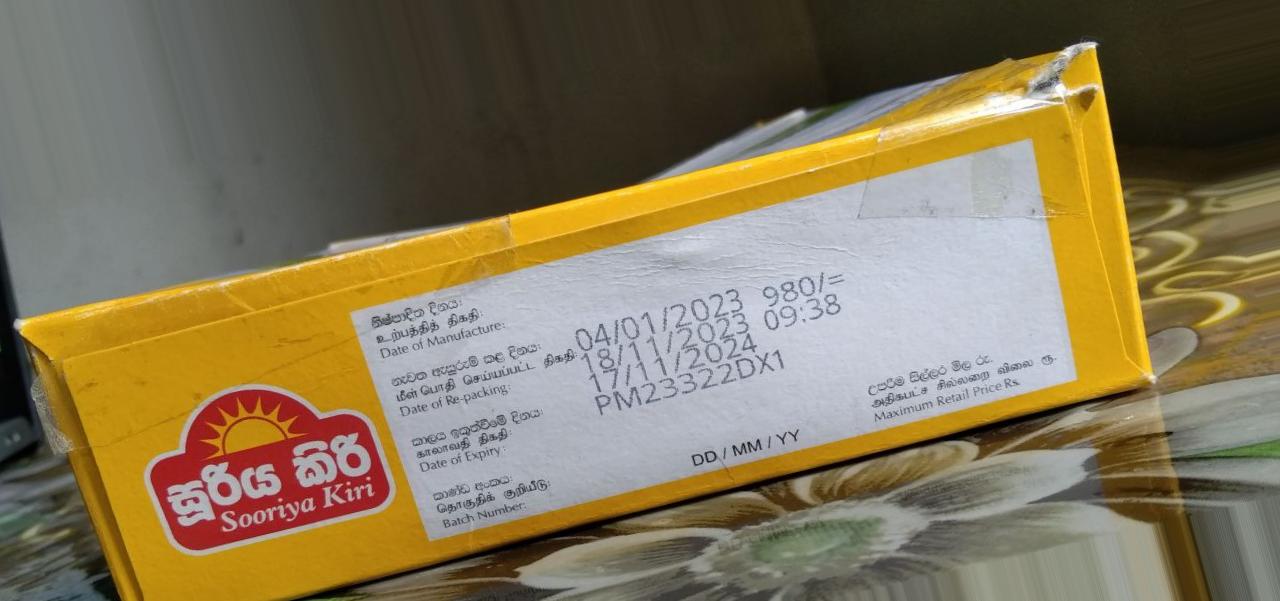 සූරිය කිරි
Sooriya Kiri
නිෂ්පාදිත දිනය:
உற்பத்தித் திகதி:
Date of Manufacture:
නැවත ඇසුරුම් කළ දිනය:
மீள் பொதி செய்யப்பட்ட திகதி:
Date of Re-packing:
කාලය ඉකුත්වීමේ දිනය:
காலாவதி திகதி:
Date of Expiry:
කාණ්ඩ අංකය:
தொகுதிக் குறியீடு:
Batch Number:
04/01/2023 980/=
18/11/2023 09:38
17/11/2024
PM23322DX1
DD / MM / YY
උපරිම සිල්ලර මිල රු.
அதிகபட்ச சில்லறை விலை ரூ.
Maximum Retail Price Rs.